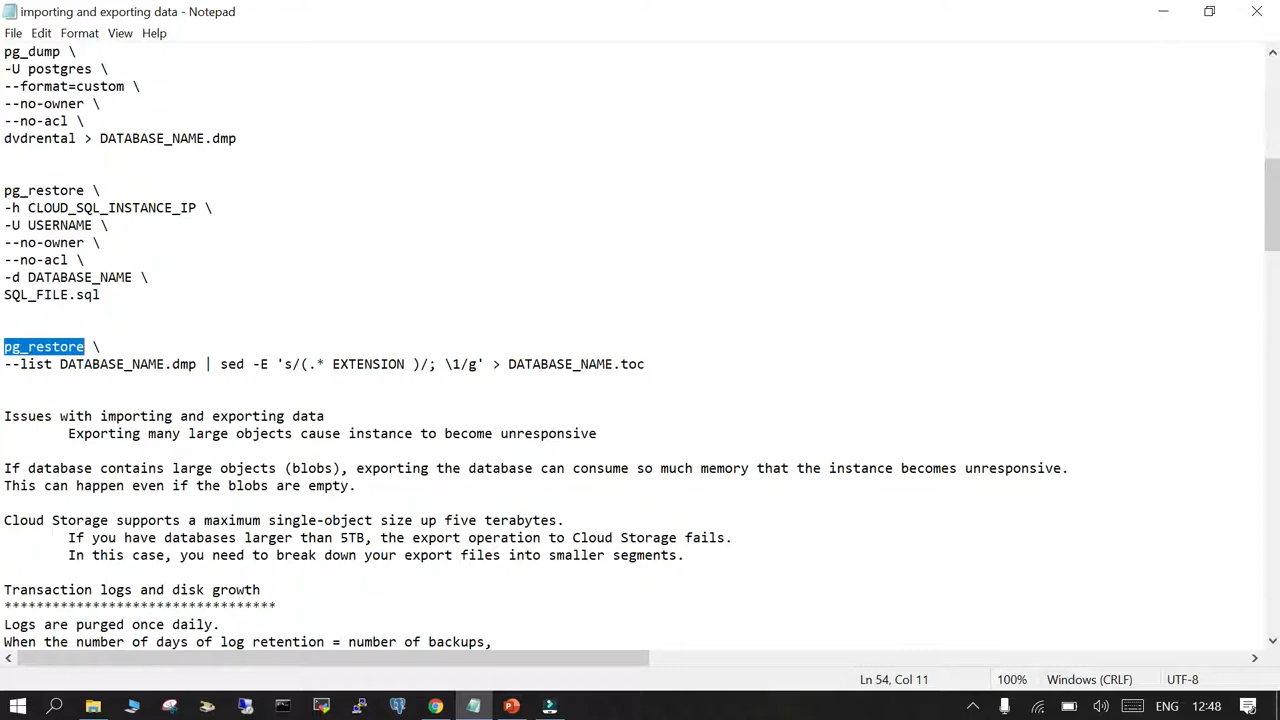 importing and exporting data - Notepad
File Edit Format View Help
pg_dump \
-U postgres \
--format=custom \
--no-owner \
--no-acl \
dvdrental > DATABASE_NAME.dmp
pg_restore \
-h CLOUD_SQL_INSTANCE_IP \
-U USERNAME \
--no-owner \
--no-acl \
-d DATABASE_NAME \
SQL_FILE.sql
pg_restore \
--list DATABASE_NAME.dmp | sed -E 's/(.* EXTENSION )/; \1/g' > DATABASE_NAME.toc
Issues with importing and exporting data
Exporting many large objects cause instance to become unresponsive
If database contains large objects (blobs), exporting the database can consume so much memory that the instance becomes unresponsive.
This can happen even if the blobs are empty.
Cloud Storage supports a maximum single-object size up five terabytes.
If you have databases larger than 5TB, the export operation to Cloud Storage fails.
In this case, you need to break down your export files into smaller segments.
Transaction logs and disk growth
**********************************
Logs are purged once daily.
When the number of days of log retention = number of backups,
Ln 54, Col 11 100% Windows (CRLF) UTF-8
ENG 12:48